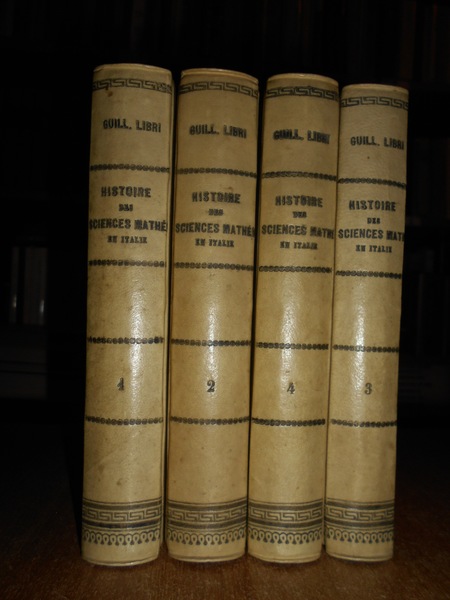 GUILL. LIBRI
HISTOIRE
DES
SCIENCES MATHÉ
EN ITALIE
1
GUILL. LIBRI
HISTOIRE
DES
SCIENCES MATHÉ
EN ITALIE
2
GUILL. LIBRI
HISTOIRE
DES
SCIENCES MATHÉ
EN ITALIE
4
GUILL. LIBRI
HISTOIRE
DES
SCIENCES MATHÉ
EN ITALIE
3